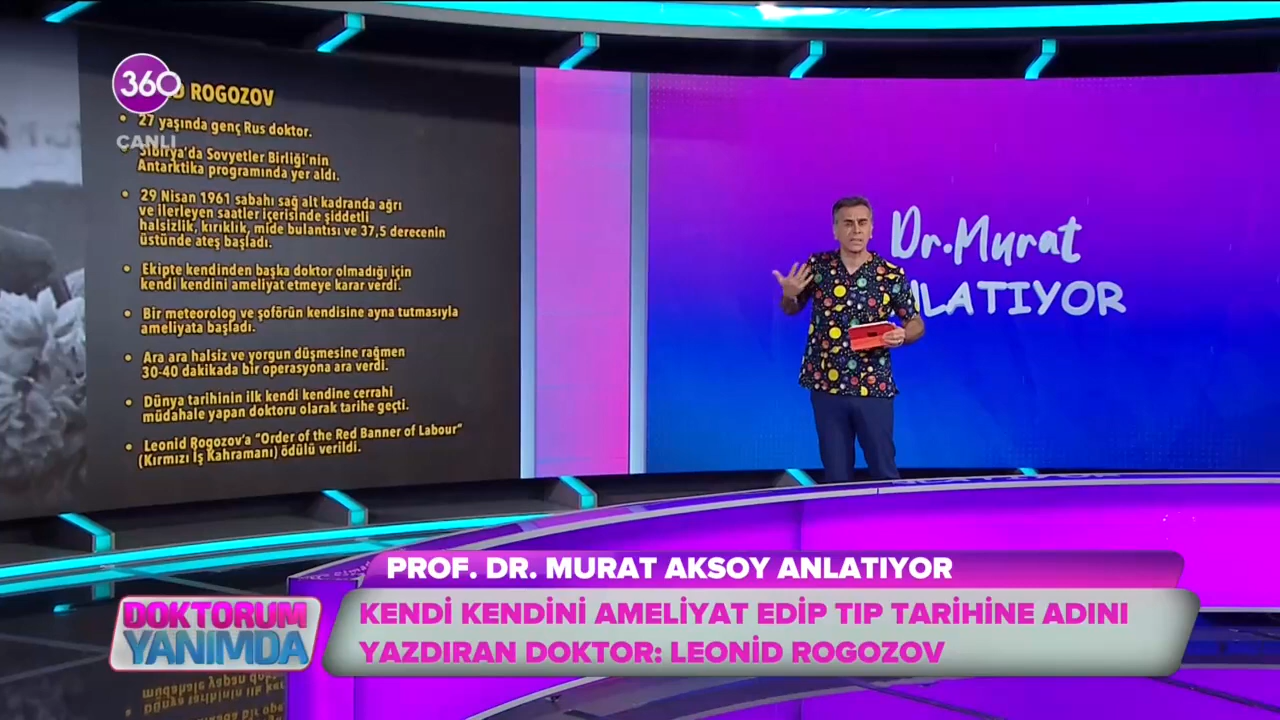 360
CANLI
D ROGOZOV
• 27 yaşında genç Rus doktor.
• Sibirya'da Sovyetler Birliği'nin
Antarktika programında yer aldı.
• 29 Nisan 1961 sabahı sağ alt kadranda ağrı
ve ilerleyen saatler içerisinde şiddetli
halsizlik, kırıklık, mide bulantısı ve 37,5 derecenin
üstünde ateş başladı.
• Ekipte kendinden başka doktor olmadığı için
kendi kendini ameliyat etmeye karar verdi.
• Bir meteorolog ve şoförün kendisine ayna tutmasıyla
ameliyata başladı.
• Ara ara halsiz ve yorgun düşmesine rağmen
30-40 dakikada bir operasyona ara verdi.
• Dünya tarihinin ilk kendi kendine cerrahi
müdahale yapan doktoru olarak tarihe geçti.
• Leonid Rogozov'a "Order of the Red Banner of Labour"
(Kırmızı İş Kahramanı) ödülü verildi.
Dr.Murat
NLATIYOR
PROF. DR. MURAT AKSOY ANLATIYOR
DOKTORUM
YANIMDA
KENDİ KENDİNİ AMELİYAT EDİP TIP TARİHİNE ADINI
YAZDIRAN DOKTOR: LEONİD ROGOZOV